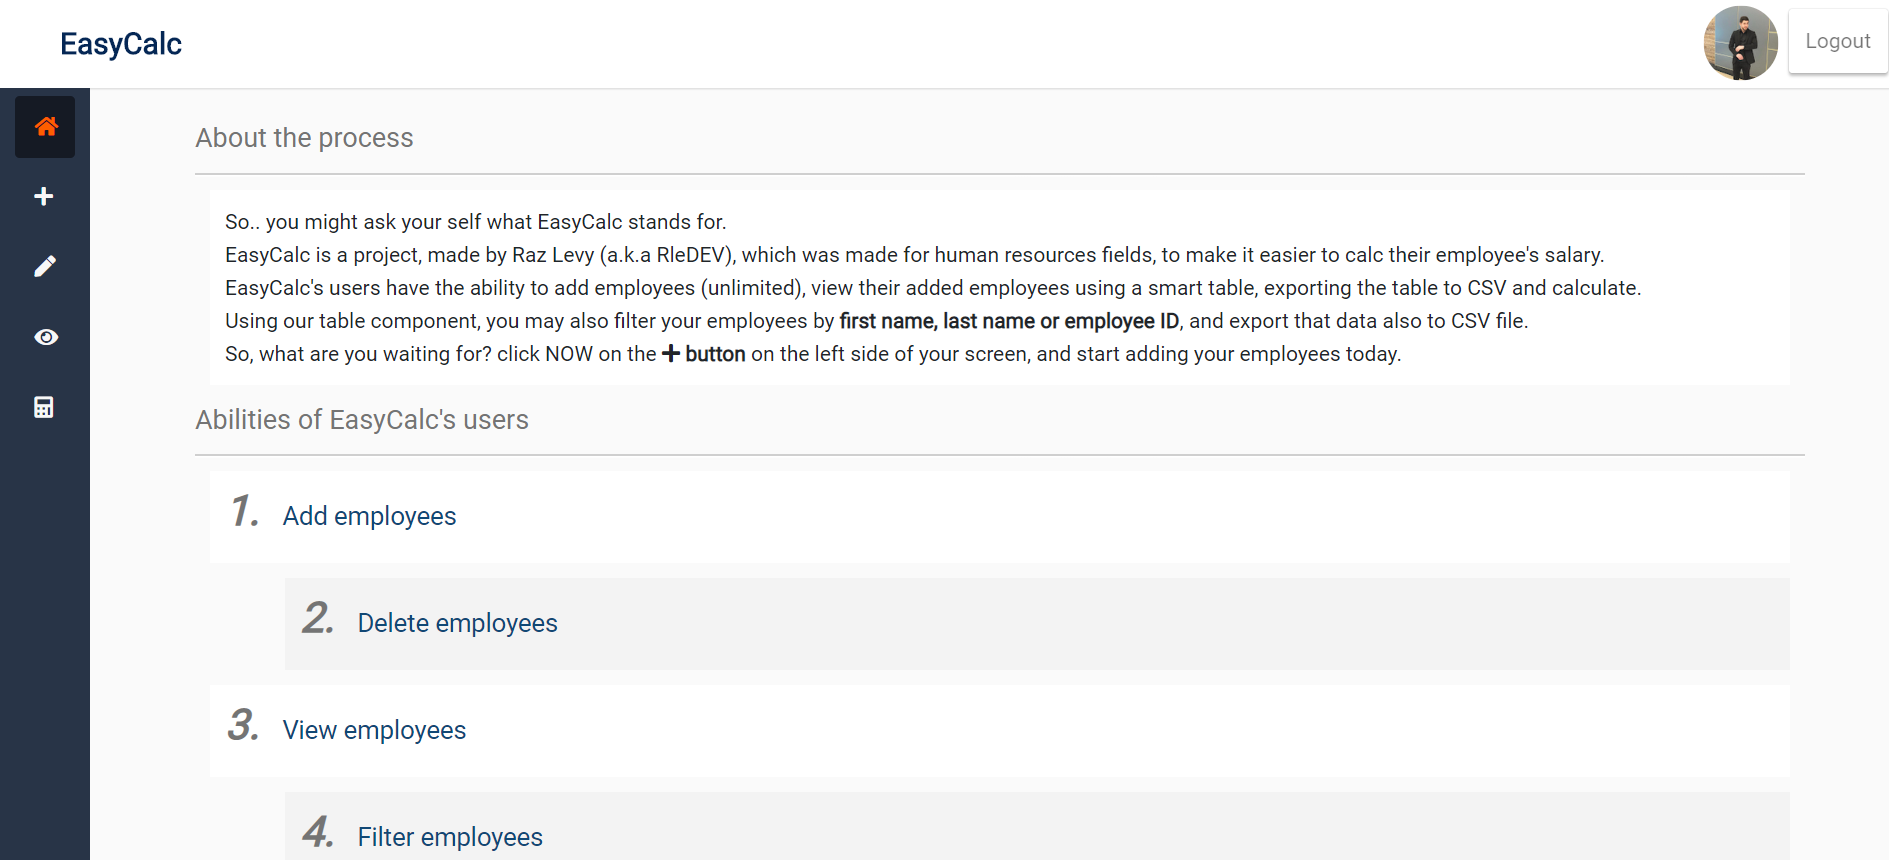 EasyCalc
Logout
About the process
So.. you might ask your self what EasyCalc stands for.
EasyCalc is a project, made by Raz Levy (a.k.a RleDEV), which was made for human resources fields, to make it easier to calc their employee's salary.
EasyCalc's users have the ability to add employees (unlimited), view their added employees using a smart table, exporting the table to CSV and calculate.
Using our table component, you may also filter your employees by first name, last name or employee ID, and export that data also to CSV file.
So, what are you waiting for? click NOW on the + button on the left side of your screen, and start adding your employees today.
Abilities of EasyCalc's users
1. Add employees
2. Delete employees
3. View employees
4. Filter employees